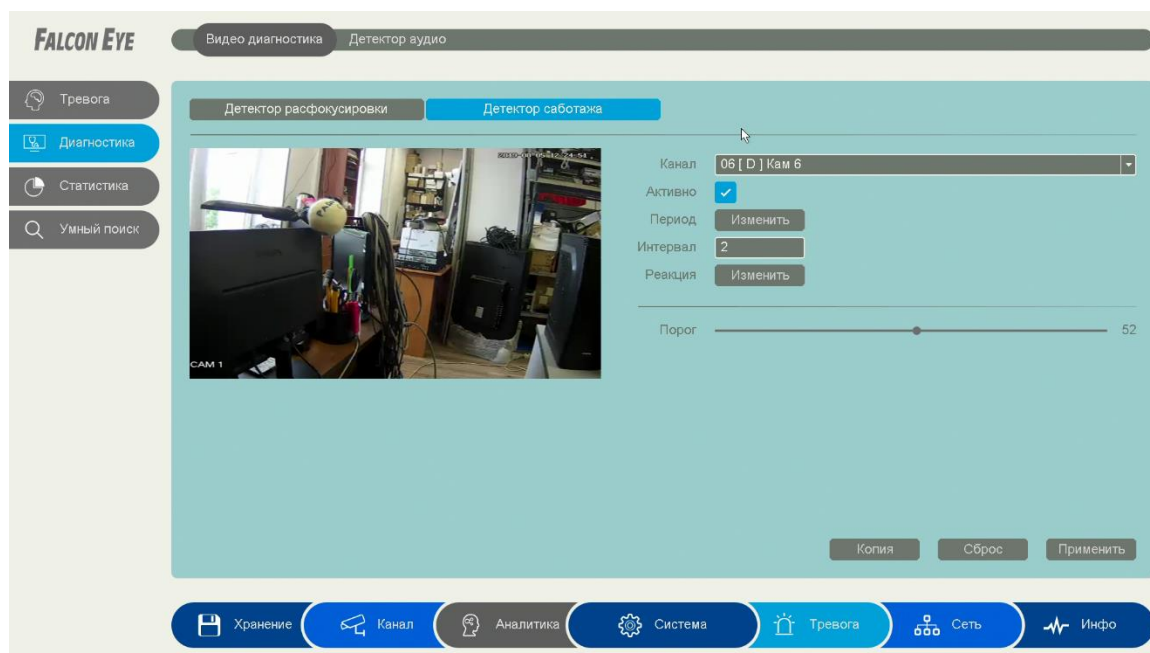 FALCON EYE
Видео диагностика Детектор аудио
Тревога
Диагностика
Статистика
Умный поиск
Детектор расфокусировки Детектор саботажа
CAM 1
Канал 06 [ D ] Кам 6
Активно
Период Изменить
Интервал 2
Реакция Изменить
Порог 52
Копия Сброс Применить
Хранение Канал Аналитика Система Тревога Сеть Инфо